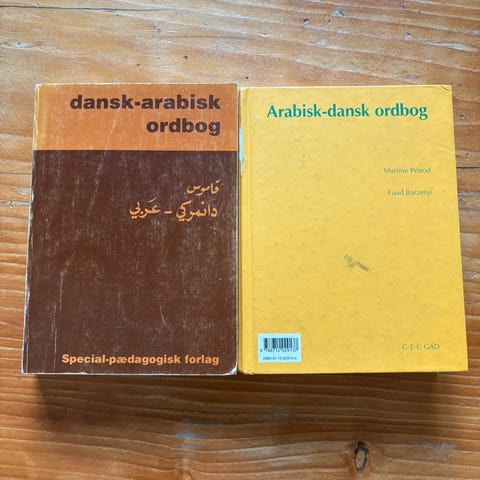 dansk-arabisk
ordbog
قاموس
دانمركي - عربي
Special-pædagogisk forlag
Arabisk-dansk ordbog
Martine Petrod
Fuad Barzenji
G·E·C GAD